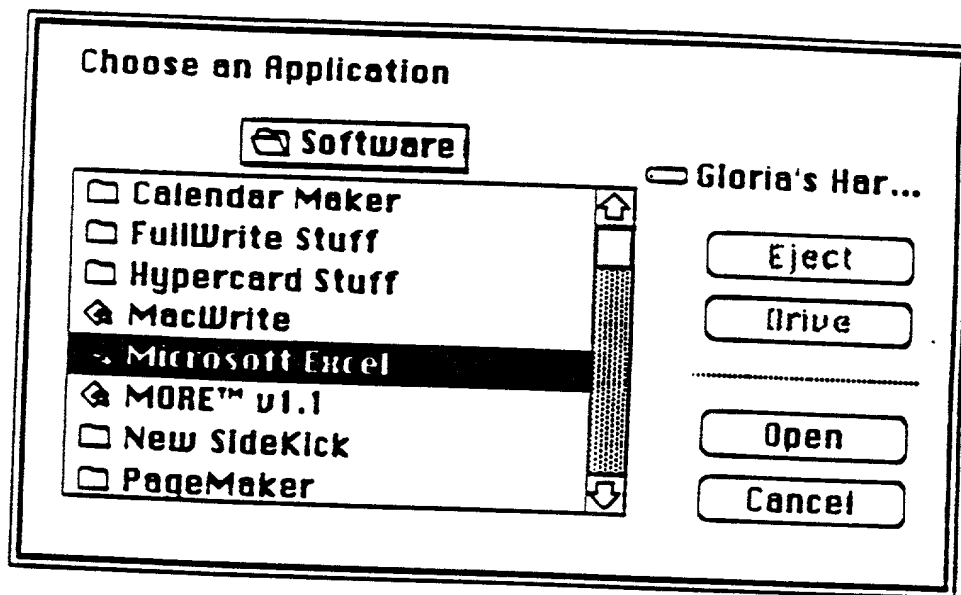 Choose an Application
Software
Gloria's Har...
Calendar Maker
FullWrite Stuff
Hypercard Stuff
MacWrite
Microsoft Excel
MORE™ v1.1
New SideKick
PageMaker
Eject
Drive
Open
Cancel